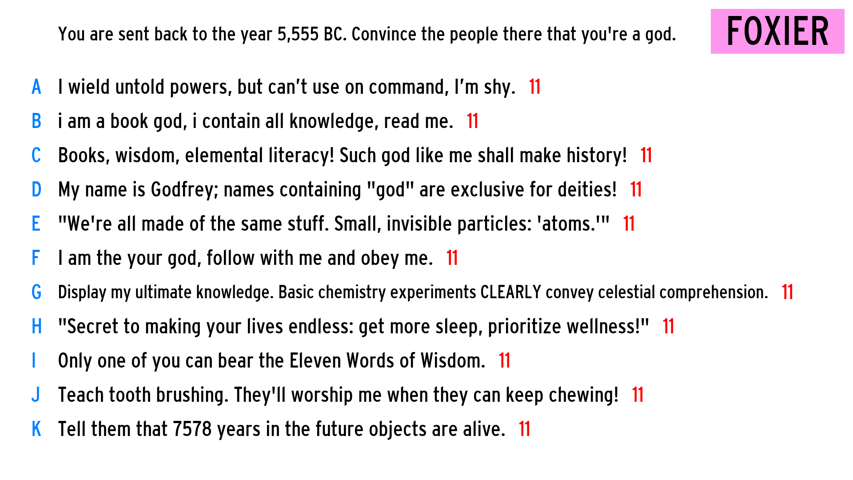 You are sent back to the year 5,555 BC. Convince the people there that you're a god.
FOXIER
A I wield untold powers, but can't use on command, I'm shy. 11
B i am a book god, i contain all knowledge, read me. 11
C Books, wisdom, elemental literacy! Such god like me shall make history! 11
D My name is Godfrey; names containing "god" are exclusive for deities! 11
E "We're all made of the same stuff. Small, invisible particles: 'atoms.'" 11
F I am the your god, follow with me and obey me. 11
G Display my ultimate knowledge. Basic chemistry experiments CLEARLY convey celestial comprehension. 11
H "Secret to making your lives endless: get more sleep, prioritize wellness!" 11
I Only one of you can bear the Eleven Words of Wisdom. 11
J Teach tooth brushing. They'll worship me when they can keep chewing! 11
K Tell them that 7578 years in the future objects are alive. 11